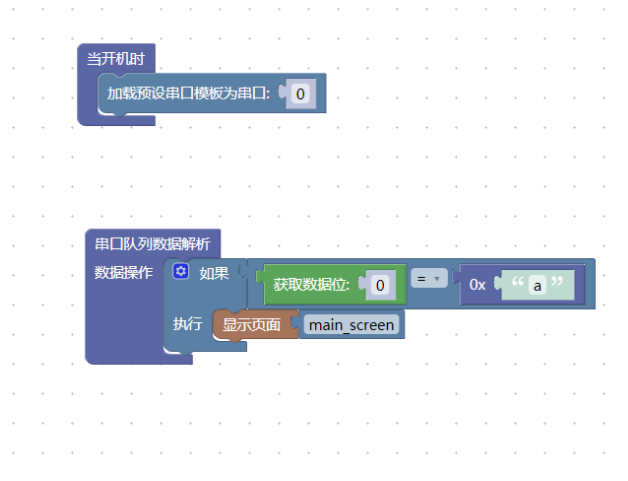 当开机时
加载预设串口模板为串口: 0
串口队列数据解析
数据操作 如果 获取数据位: 0 = 0x “ a ”
执行 显示页面 main_screen